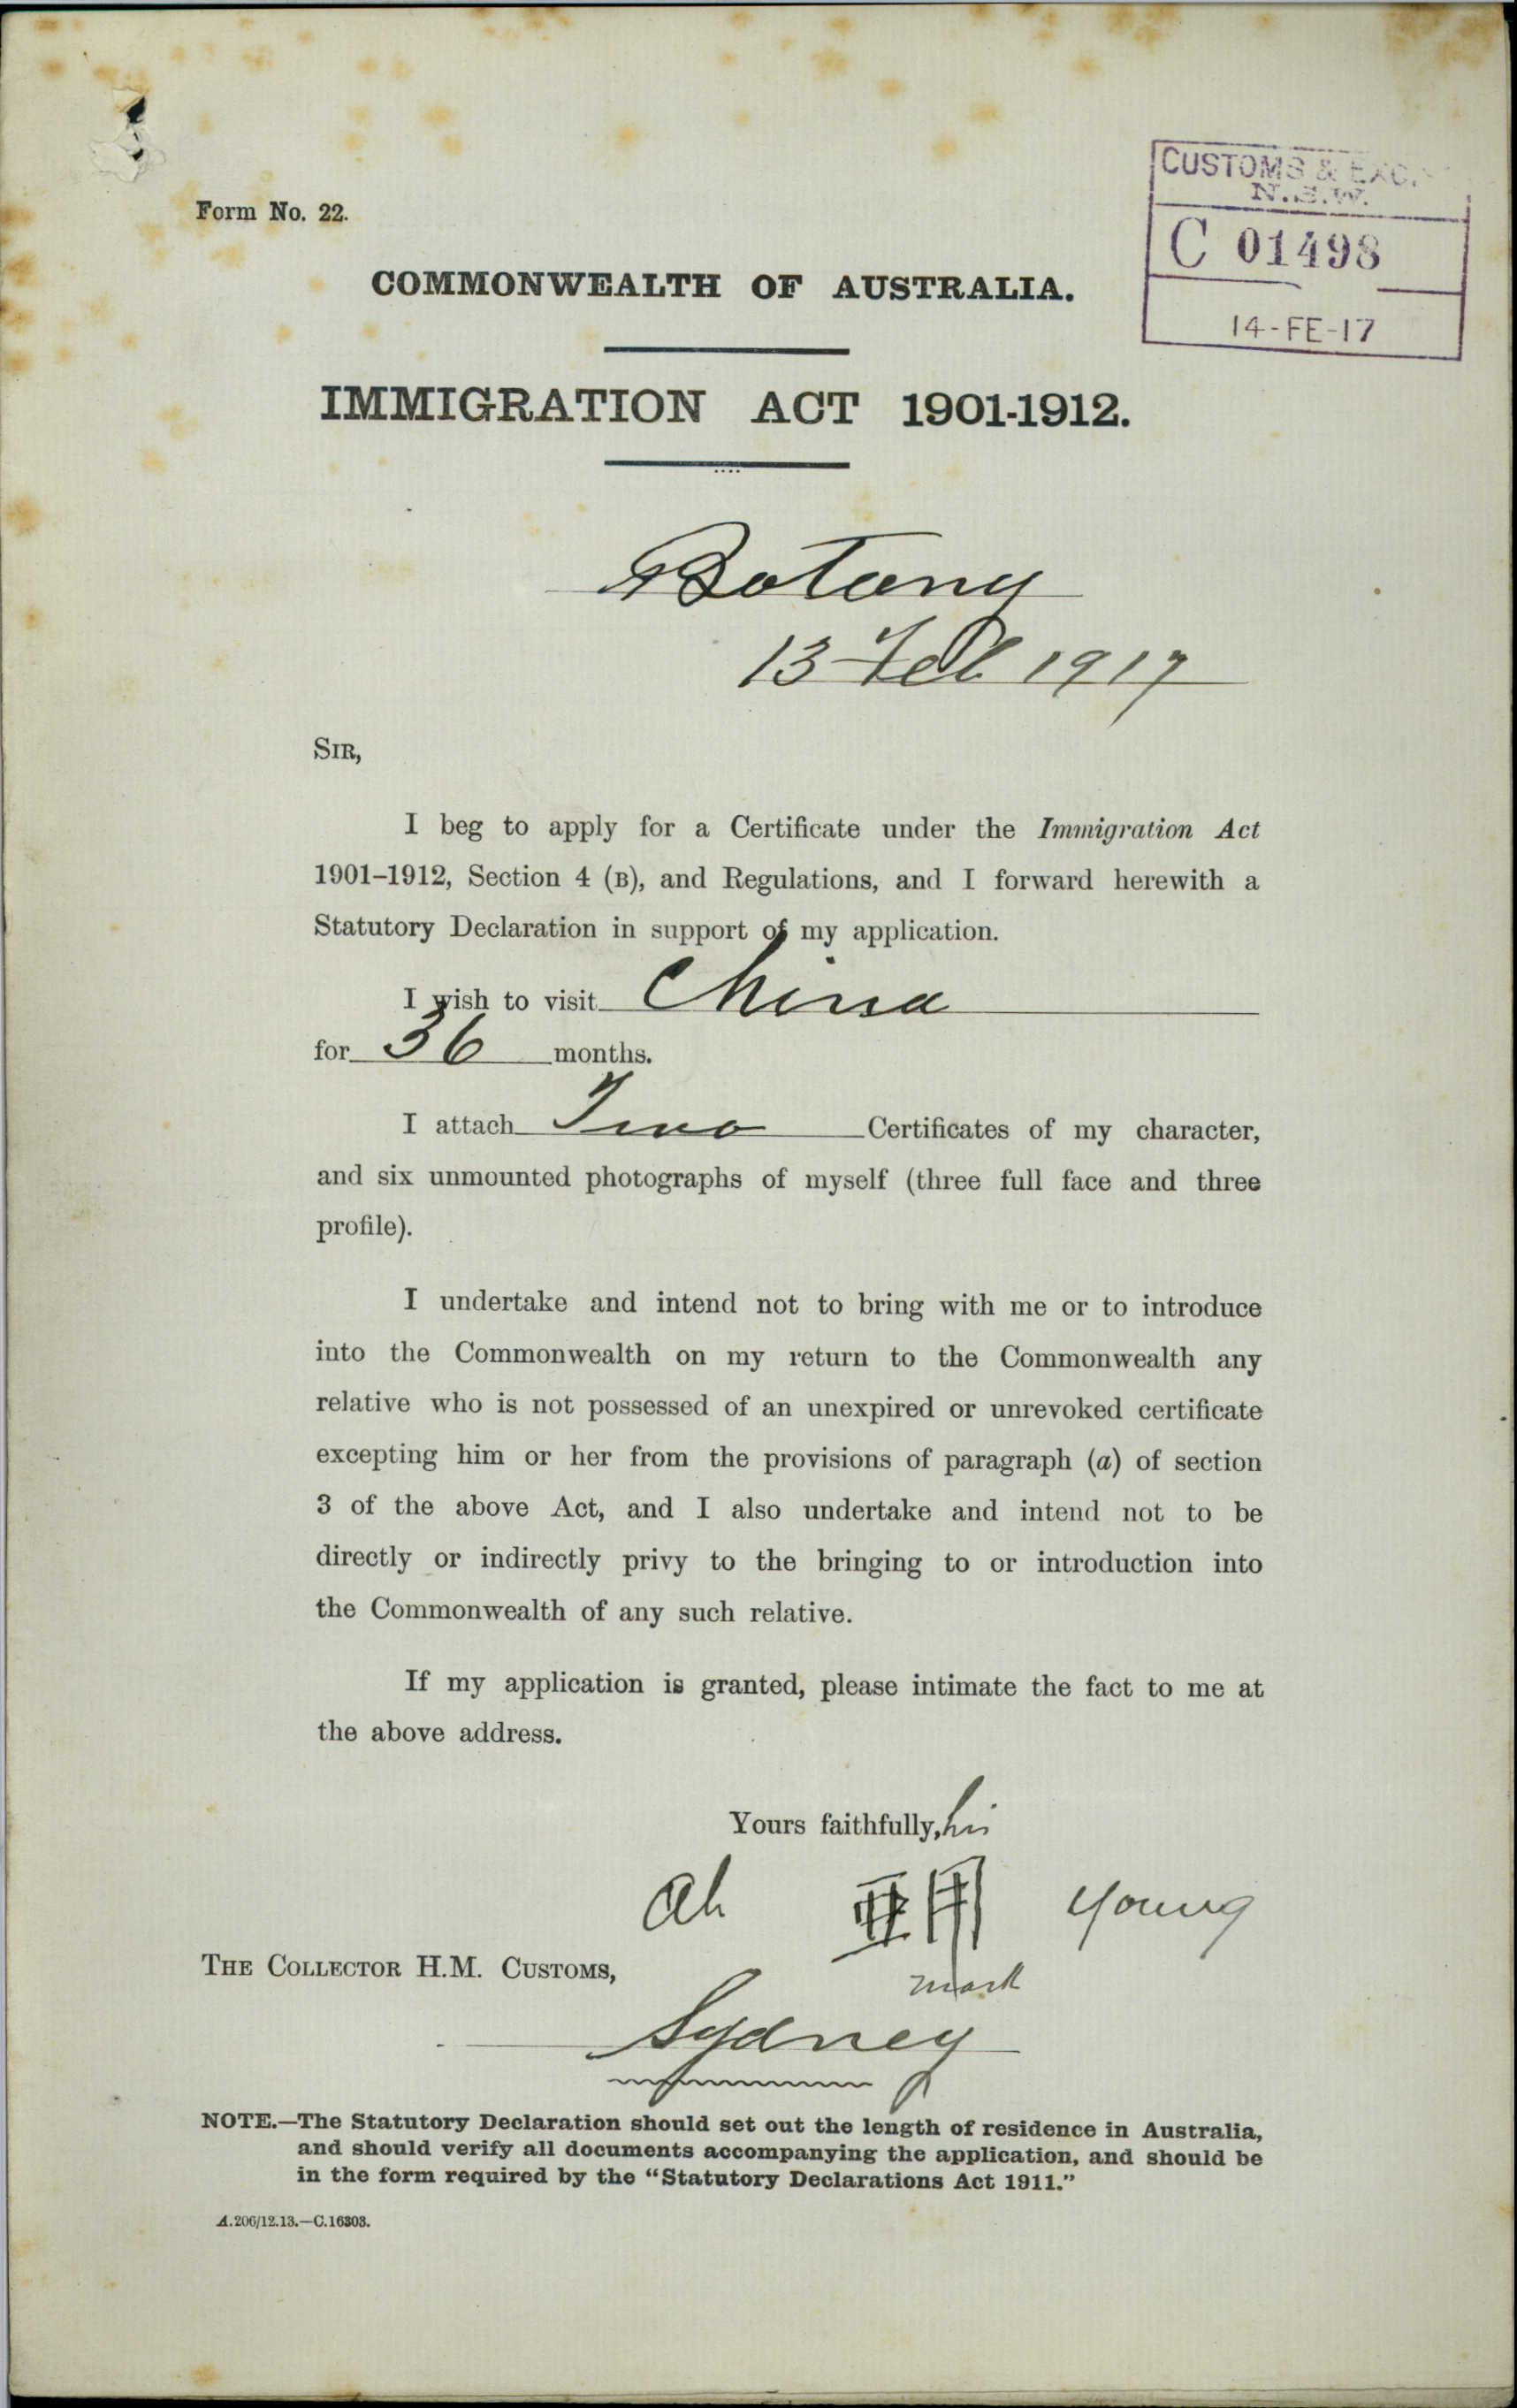 CUSTOMS & EXC.
N.S.W.
C 01498
14-FE-17
Form No. 22.
COMMONWEALTH OF AUSTRALIA.
IMMIGRATION ACT 1901-1912.
Botany
13 Feb 1917
SIR,
I beg to apply for a Certificate under the Immigration Act
1901–1912, Section 4 (B), and Regulations, and I forward herewith a
Statutory Declaration in support of my application.
I wish to visit China
for 36 months.
I attach Two Certificates of my character,
and six unmounted photographs of myself (three full face and three
profile).
I undertake and intend not to bring with me or to introduce
into the Commonwealth on my return to the Commonwealth any
relative who is not possessed of an unexpired or unrevoked certificate
excepting him or her from the provisions of paragraph (a) of section
3 of the above Act, and I also undertake and intend not to be
directly or indirectly privy to the bringing to or introduction into
the Commonwealth of any such relative.
If my application is granted, please intimate the fact to me at
the above address.
Yours faithfully, his
Ah 亜 Young
mark
THE COLLECTOR H.M. CUSTOMS,
Sydney
NOTE.—The Statutory Declaration should set out the length of residence in Australia,
and should verify all documents accompanying the application, and should be
in the form required by the “Statutory Declarations Act 1911.”
A.206/12.13.—C.16303.